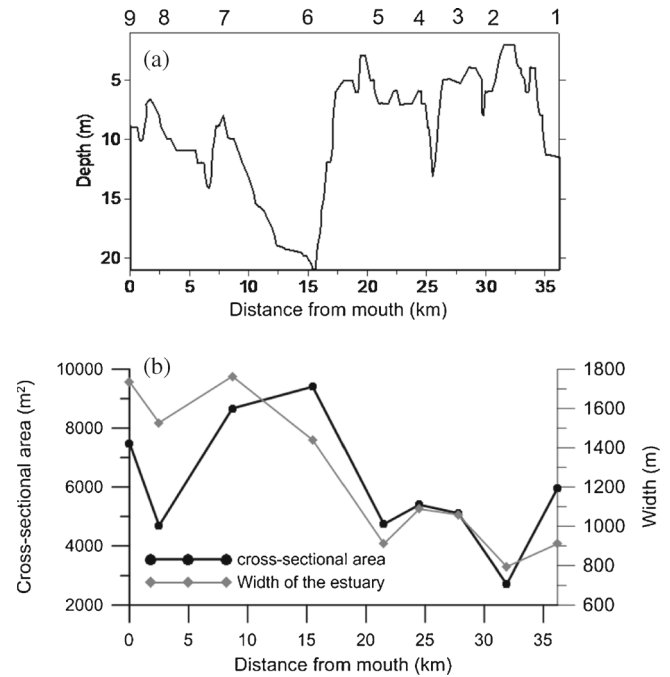 9 8 7 6 5 4 3 2 1
(a)
5
10
15
20
Depth (m)
0 5 10 15 20 25 30 35
Distance from mouth (km)
(b)
10000
8000
6000
4000
2000
Cross-sectional area (m²)
1800
1600
1400
1200
1000
800
600
Width (m)
cross-sectional area
Width of the estuary
0 5 10 15 20 25 30 35
Distance from mouth (km)